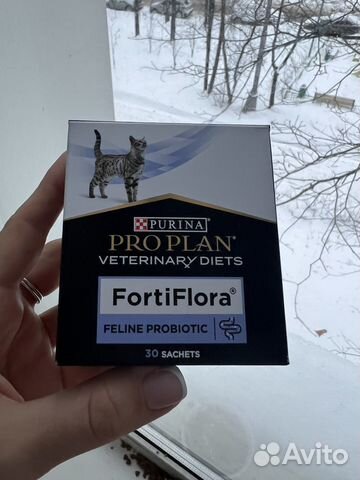 PURINA
PRO PLAN®
VETERINARY DIETS
FortiFlora®
FELINE PROBIOTIC
30 SACHETS
Avito